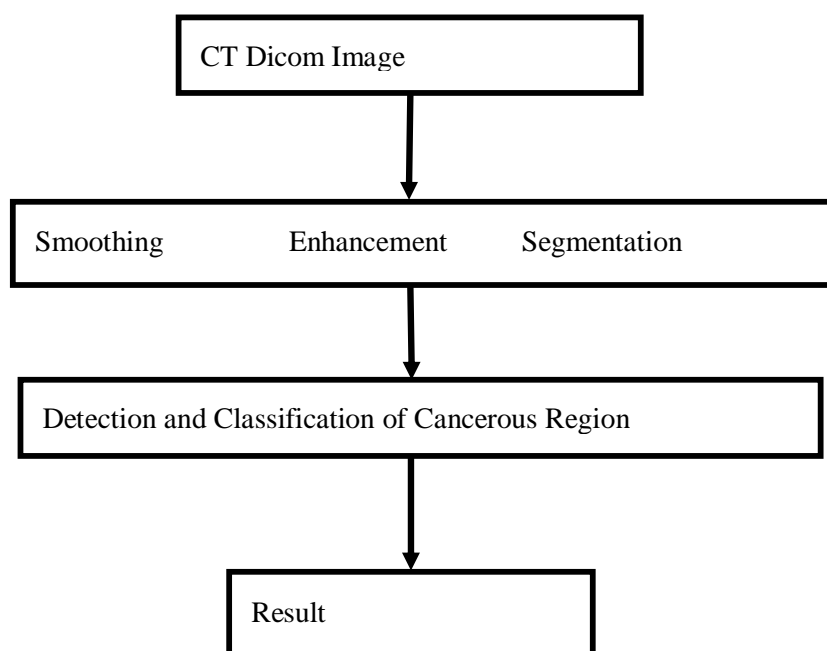 CT Dicom Image
Smoothing Enhancement Segmentation
Detection and Classification of Cancerous Region
Result